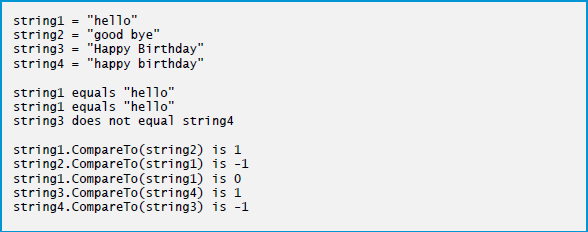 string1 = "hello"
string2 = "good bye"
string3 = "Happy Birthday"
string4 = "happy birthday"
string1 equals "hello"
string1 equals "hello"
string3 does not equal string4
string1.CompareTo(string2) is 1
string2.CompareTo(string1) is -1
string1.CompareTo(string1) is 0
string3.CompareTo(string4) is 1
string4.CompareTo(string3) is -1